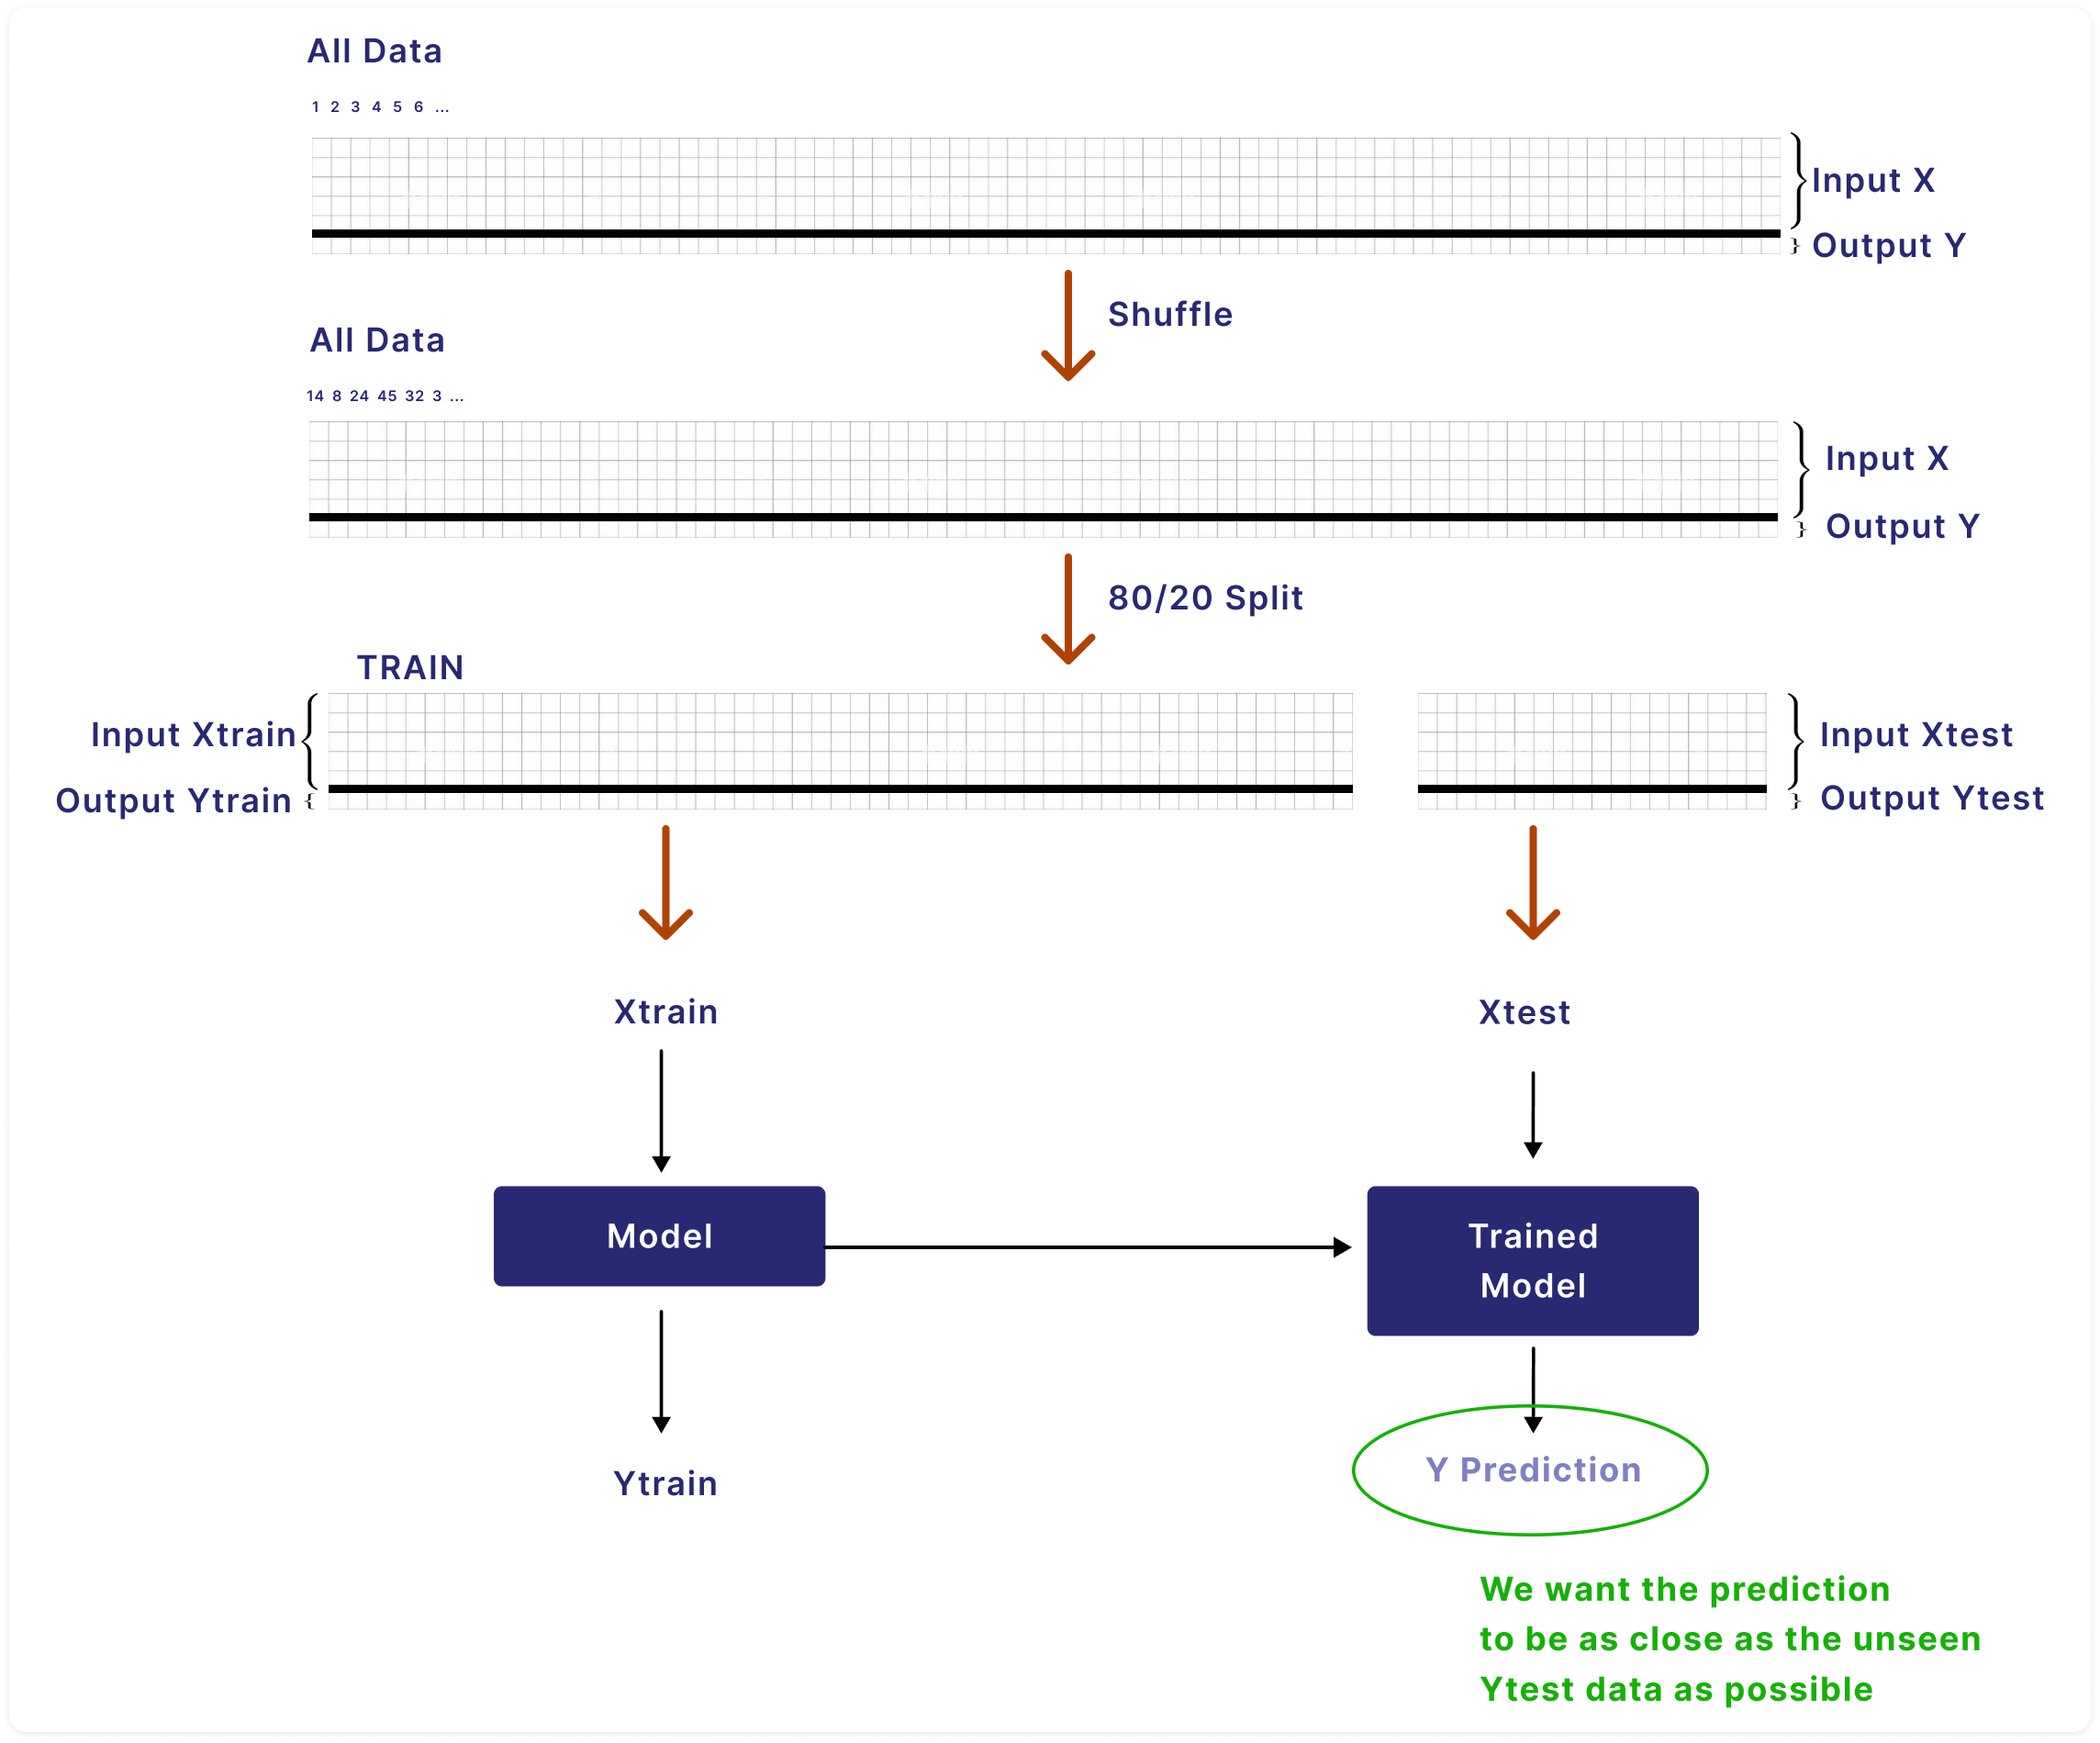 All Data
1 2 3 4 5 6 ...
Input X
Output Y
Shuffle
All Data
14 8 24 45 32 3 ...
Input X
Output Y
80/20 Split
TRAIN
Input Xtrain
Output Ytrain
Input Xtest
Output Ytest
Xtrain
Xtest
Model
Trained
Model
Ytrain
Y Prediction
We want the prediction
to be as close as the unseen
Ytest data as possible